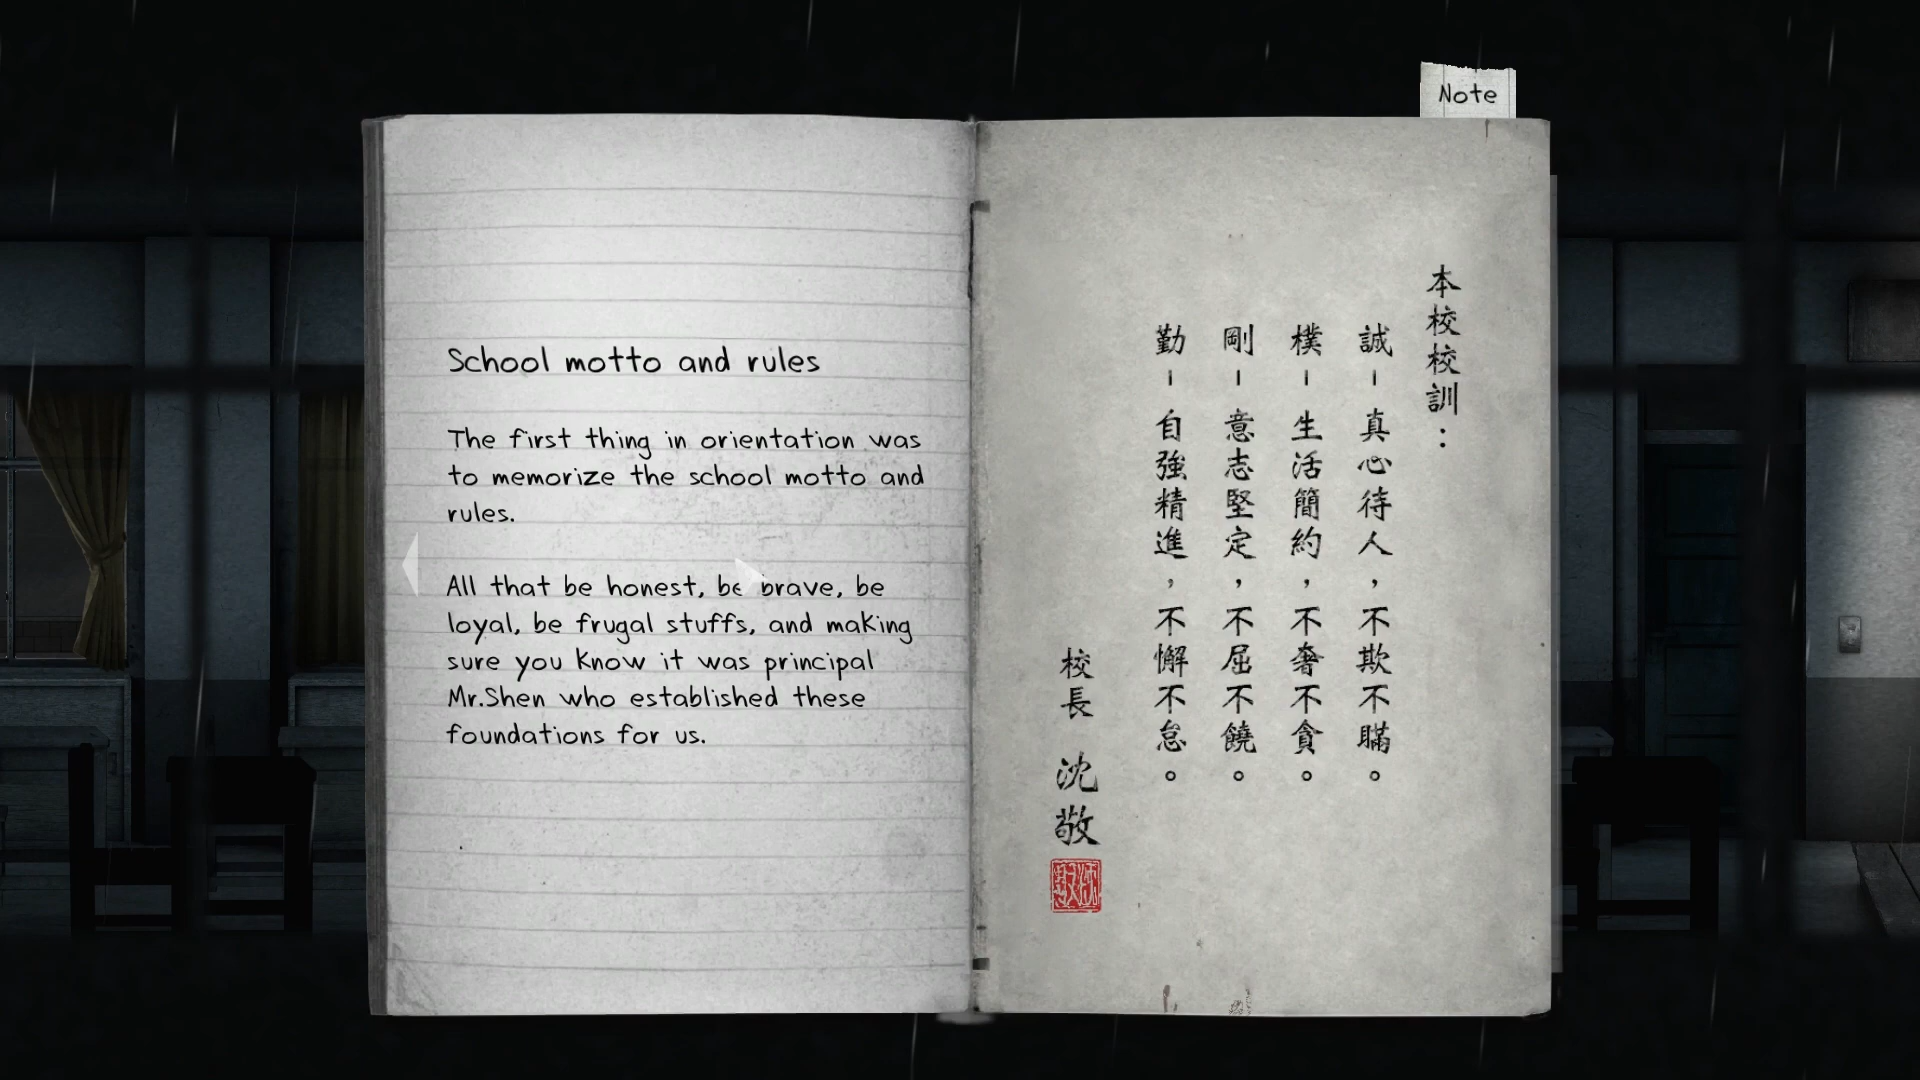 Note
School motto and rules
The first thing in orientation was
to memorize the school motto and
rules.
All that be honest, be brave, be
loyal, be frugal stuffs, and making
sure you know it was principal
Mr.Shen who established these
foundations for us.
本校校訓：
誠－真心待人，不欺不瞞。
樸－生活簡約，不奢不貪。
剛－意志堅定，不屈不饒。
勤－自強精進，不懈不怠。
校長 沈敬